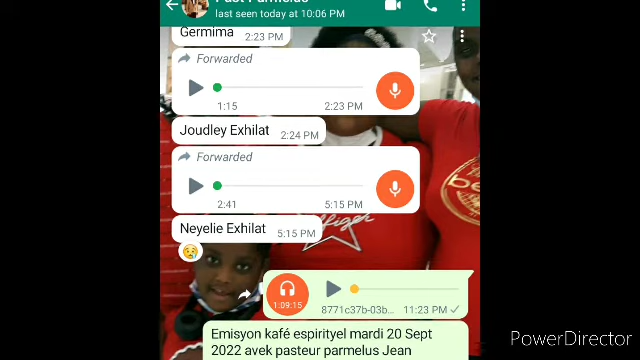 last seen today at 10:06 PM
Germima
2:23 PM
Forwarded
1:15
2:23 PM
Joudley Exhilat
2:24 PM
Forwarded
2:41
5:15 PM
Neyelie Exhilat
5:15 PM
1:09:15
8771c37b-03b...
11:23 PM
Emisyon kafé espirityel mardi 20 Sept
2022 avek pasteur parmelus Jean
PowerDirector